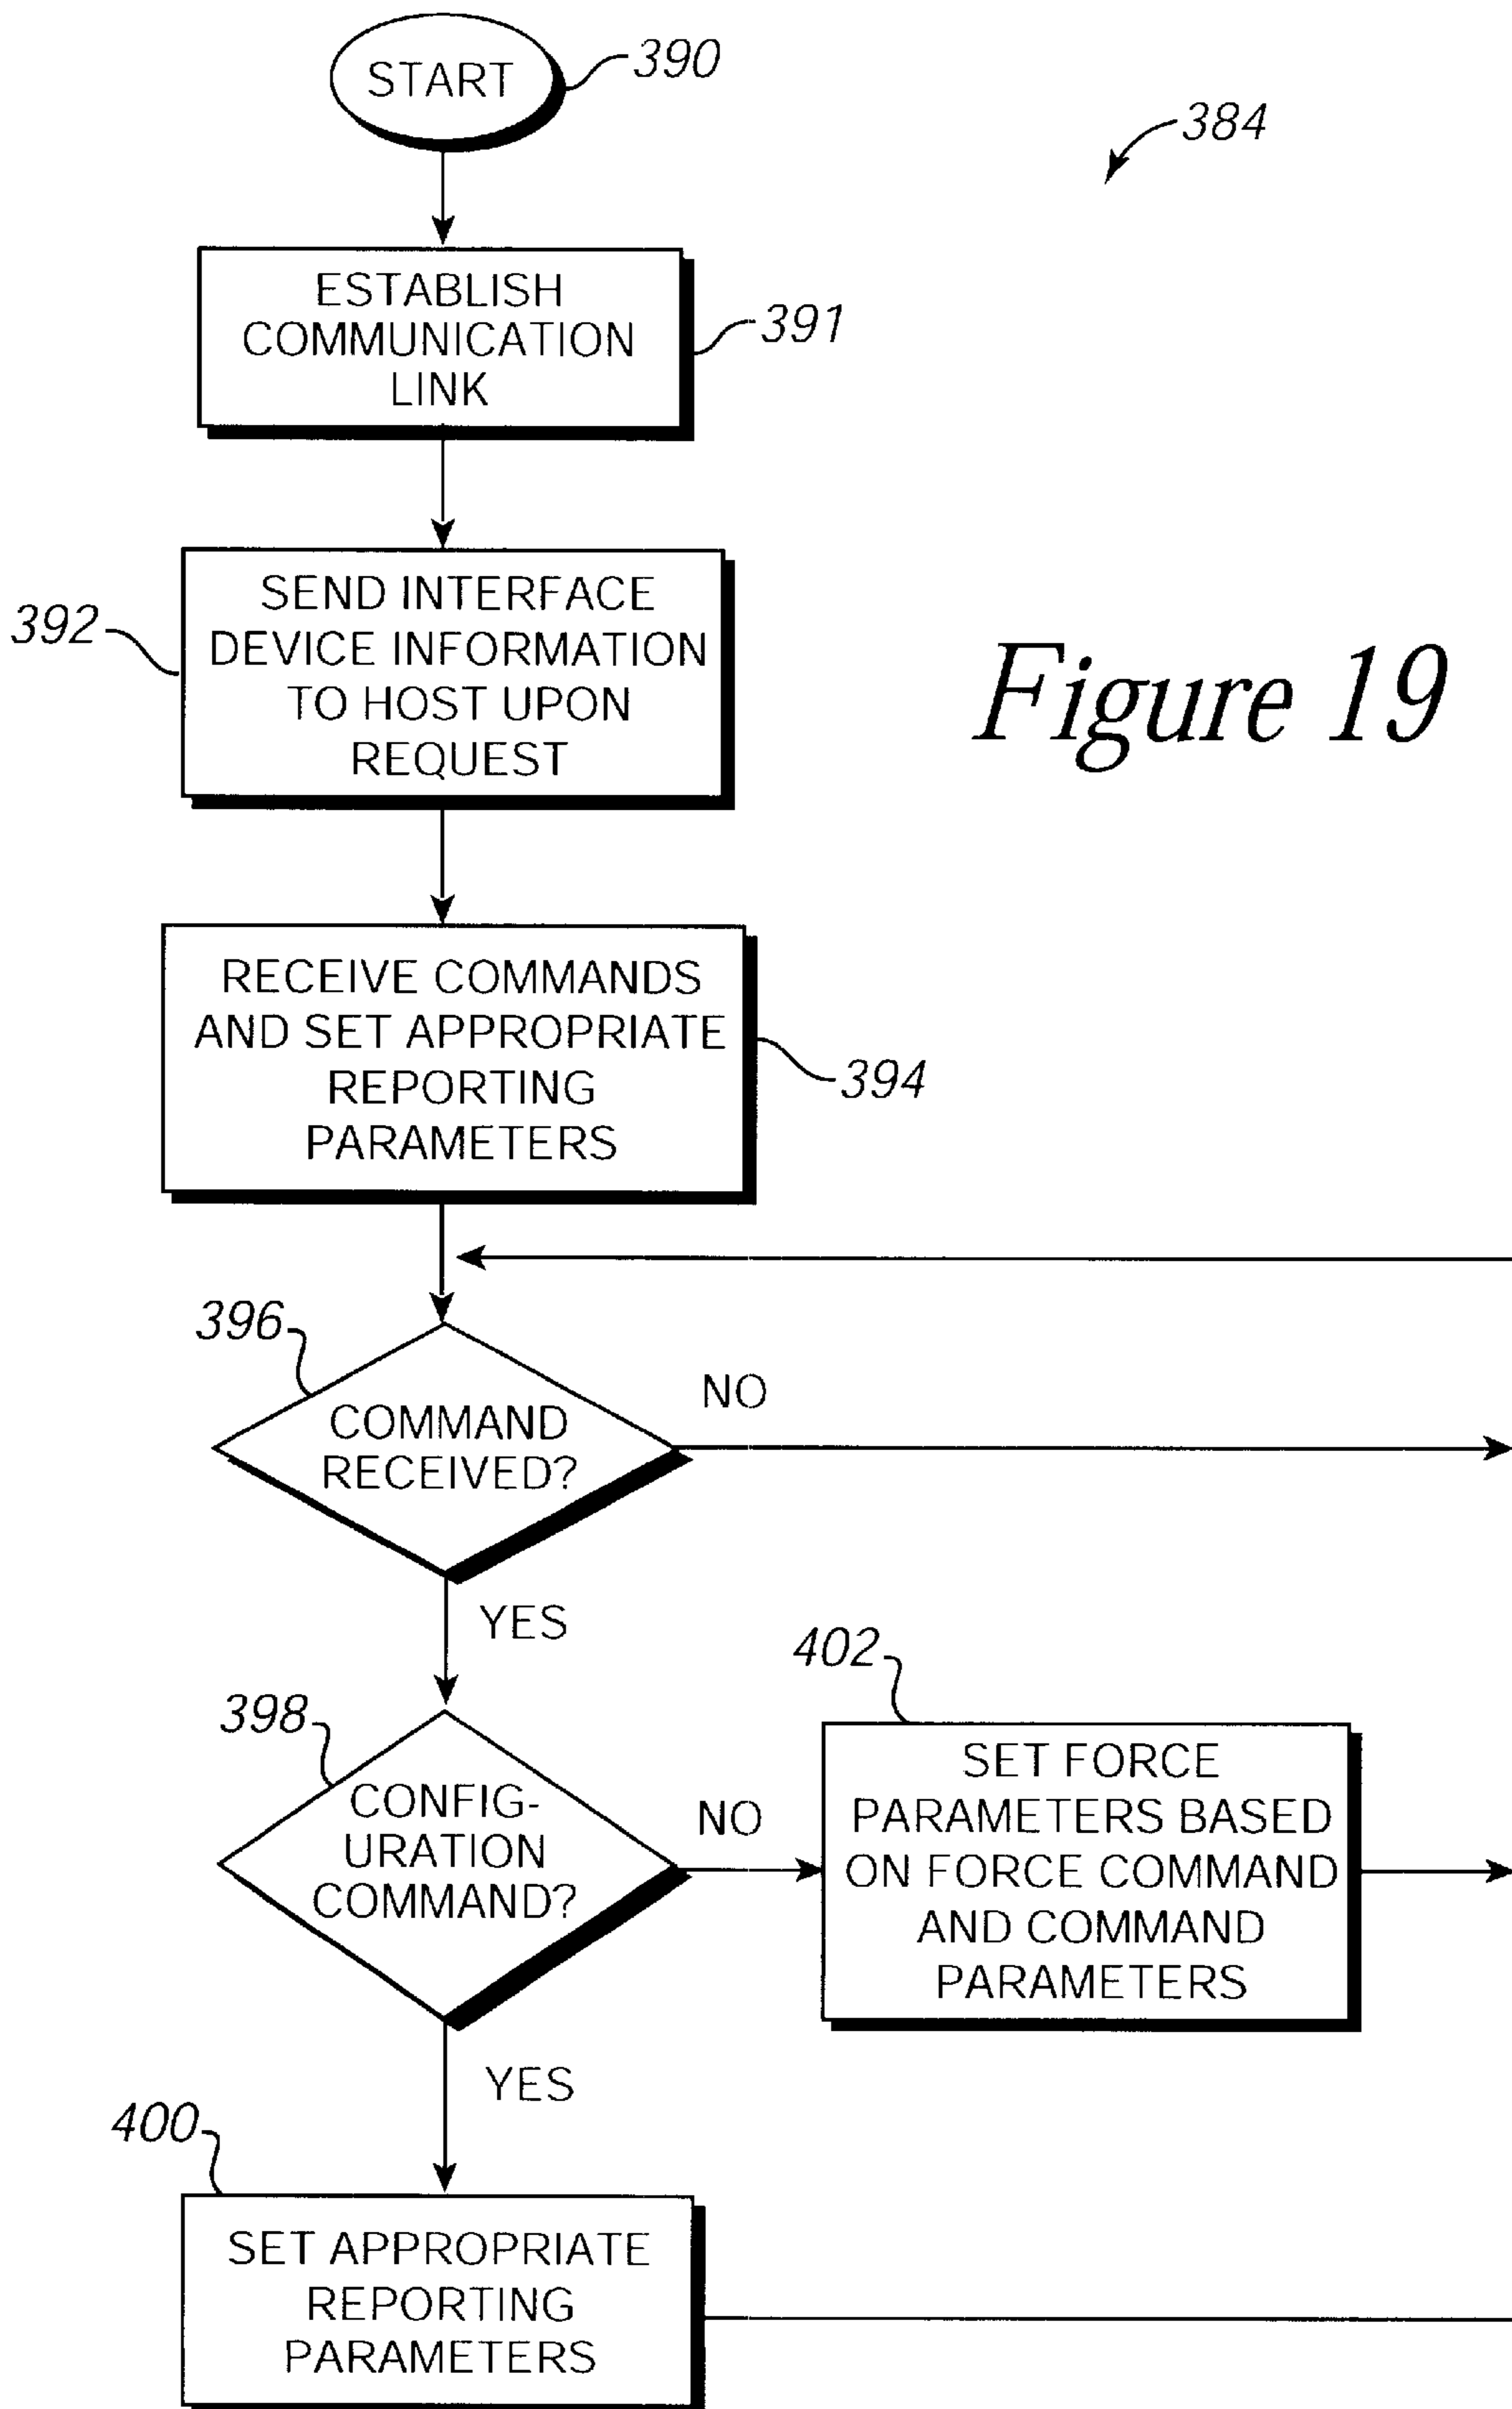 START
390
384
ESTABLISH
COMMUNICATION
LINK
391
392
SEND INTERFACE
DEVICE INFORMATION
TO HOST UPON
REQUEST
Figure 19
RECEIVE COMMANDS
AND SET APPROPRIATE
REPORTING
PARAMETERS
394
396
COMMAND
RECEIVED?
NO
YES
398
CONFIG-
URATION
COMMAND?
NO
402
SET FORCE
PARAMETERS BASED
ON FORCE COMMAND
AND COMMAND
PARAMETERS
YES
400
SET APPROPRIATE
REPORTING
PARAMETERS